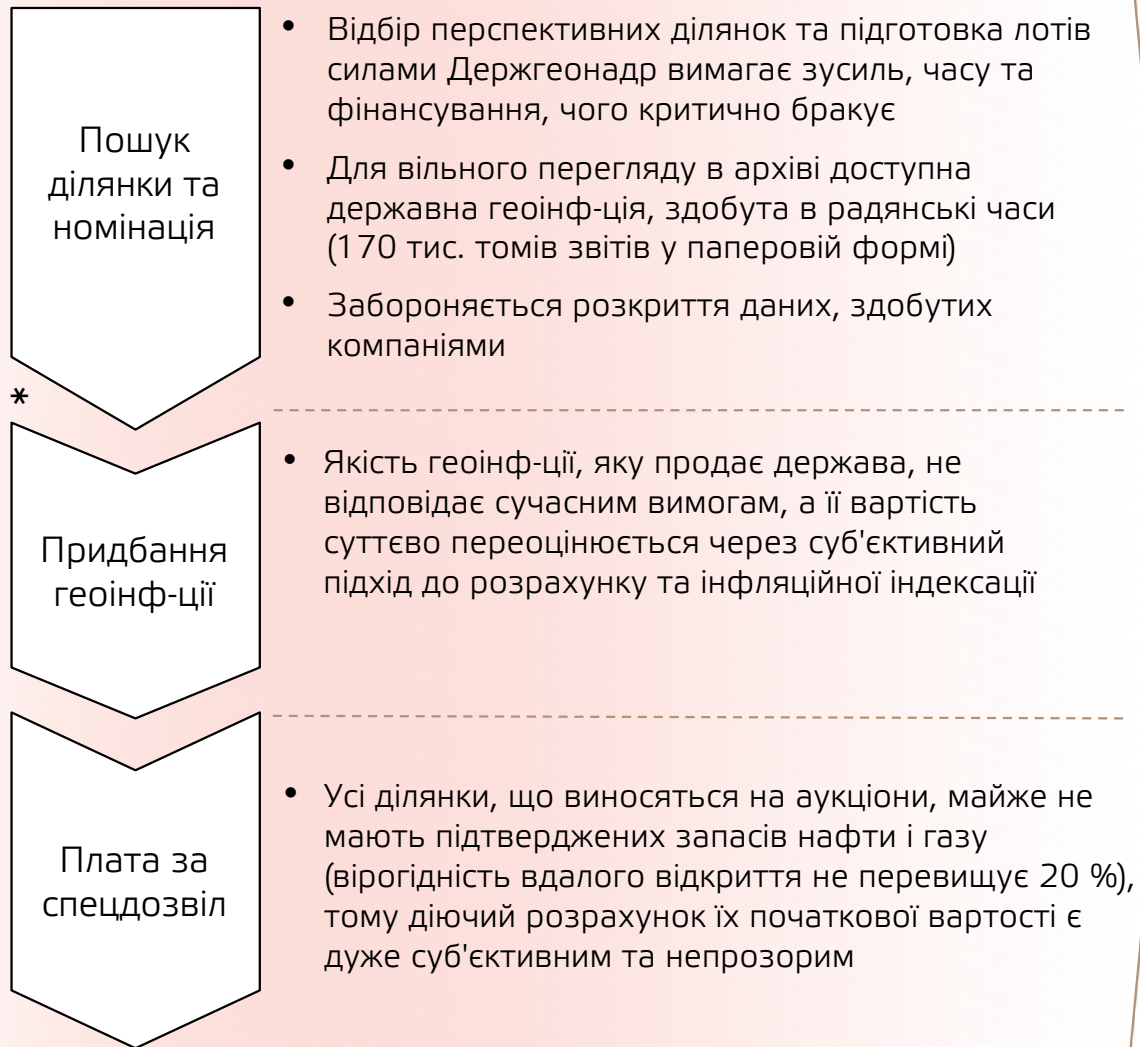 Пошук
ділянки та
номінація
• Відбір перспективних ділянок та підготовка лотів
силами Держгеонадр вимагає зусиль, часу та
фінансування, чого критично бракує
• Для вільного перегляду в архіві доступна
державна геоінф-ція, здобута в радянські часи
(170 тис. томів звітів у паперовій формі)
• Забороняється розкриття даних, здобутих
компаніями
*
Придбання
геоінф-ції
• Якість геоінф-ції, яку продає держава, не
відповідає сучасним вимогам, а її вартість
суттєво переоцінюється через суб'єктивний
підхід до розрахунку та інфляційної індексації
Плата за
спецдозвіл
• Усі ділянки, що виносяться на аукціони, майже не
мають підтверджених запасів нафти і газу
(вірогідність вдалого відкриття не перевищує 20 %),
тому діючий розрахунок їх початкової вартості є
дуже суб'єктивним та непрозорим